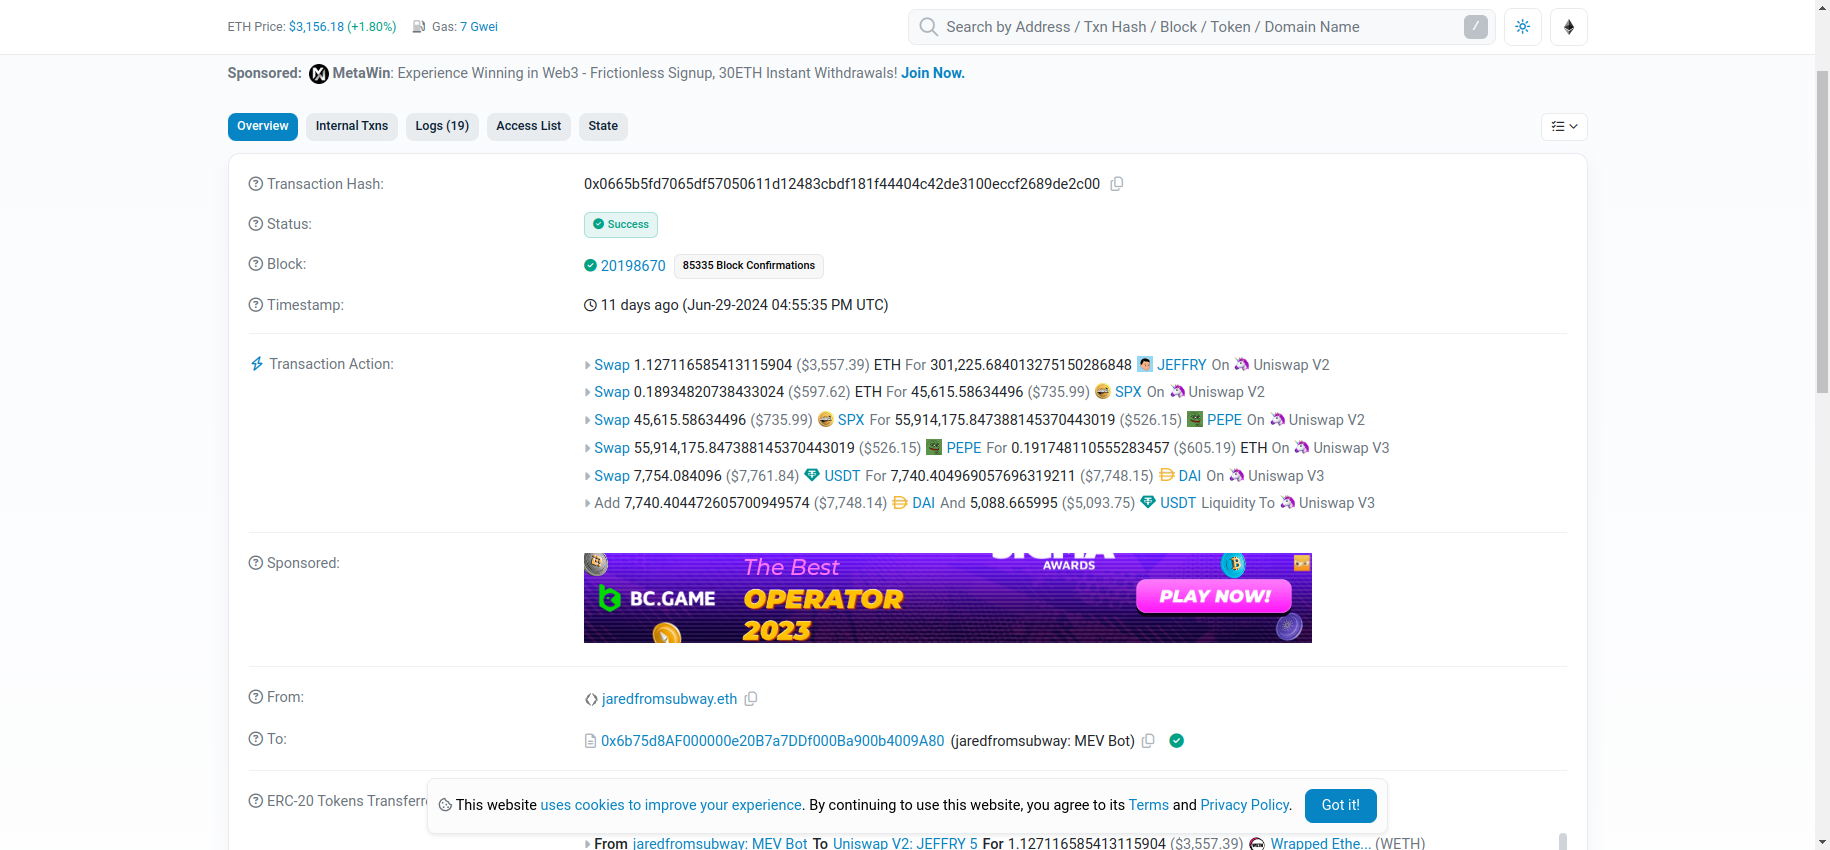 ETH Price: $3,156.18 (+1.80%) Gas: 7 Gwei
Search by Address / Txn Hash / Block / Token / Domain Name /
Sponsored: MetaWin: Experience Winning in Web3 - Frictionless Signup, 30ETH Instant Withdrawals! Join Now.
Overview Internal Txns Logs (19) Access List State
Transaction Hash: 0x0665b5fd7065df57050611d12483cbdf181f44404c42de3100eccf2689de2c00
Status: Success
Block: 20198670 85335 Block Confirmations
Timestamp: 11 days ago (Jun-29-2024 04:55:35 PM UTC)
Transaction Action: Swap 1.127116585413115904 ($3,557.39) ETH For 301,225.684013275150286848 JEFFRY On Uniswap V2
Swap 0.18934820738433024 ($597.62) ETH For 45,615.58634496 ($735.99) SPX On Uniswap V2
Swap 45,615.58634496 ($735.99) SPX For 55,914,175.847388145370443019 ($526.15) PEPE On Uniswap V2
Swap 55,914,175.847388145370443019 ($526.15) PEPE For 0.191748110555283457 ($605.19) ETH On Uniswap V3
Swap 7,754.084096 ($7,761.84) USDT For 7,740.404969057696319211 ($7,748.15) DAI On Uniswap V3
Add 7,740.404472605700949574 ($7,748.14) DAI And 5,088.665995 ($5,093.75) USDT Liquidity To Uniswap V3
Sponsored:
BC.GAME
The Best
OPERATOR
2023
AWARDS
PLAY NOW!
From: jaredfromsubway.eth
To: 0x6b75d8AF000000e20B7a7DDf000Ba900b4009A80 (jaredfromsubway: MEV Bot)
ERC-20 Tokens Transferr
This website uses cookies to improve your experience. By continuing to use this website, you agree to its Terms and Privacy Policy. Got it!
From jaredfromsubway: MEV Bot To Uniswap V2: JEFFRY 5 For 1.127116585413115904 ($3,557.39) Wrapped Ethe... (WETH)